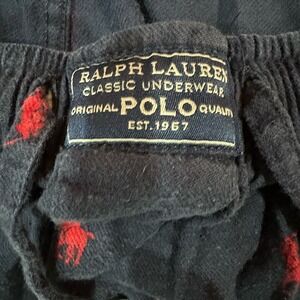 RALPH LAUREN
CLASSIC UNDERWEAR
ORIGINAL POLO QUALITY
EST. 1967